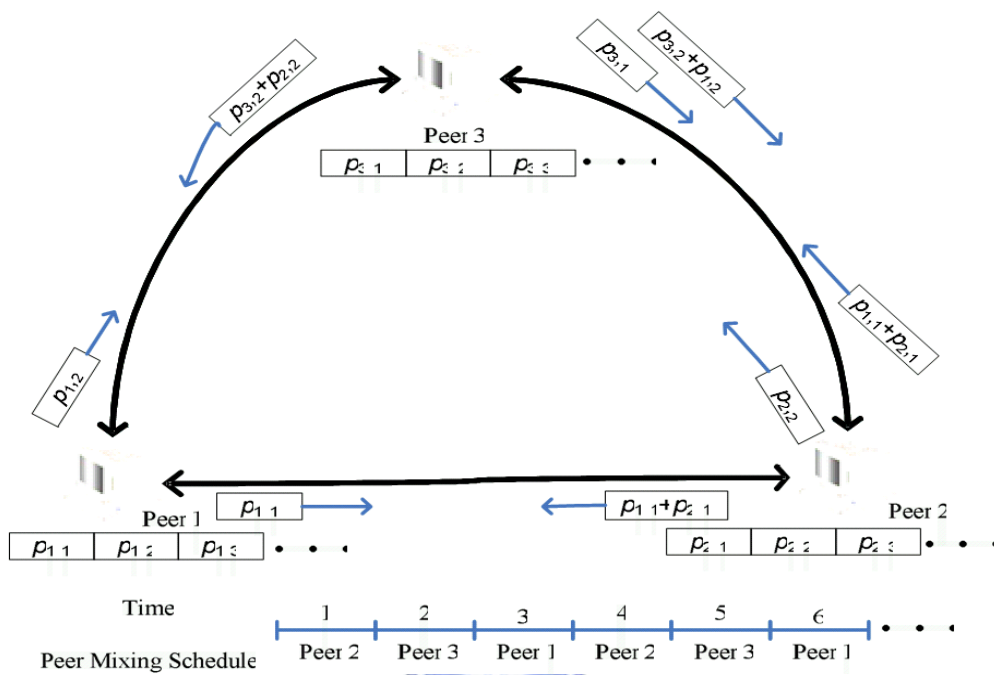 p3,2+p2,2
p3,1
p3,2+p1,2
Peer 3
p3 1 p3 2 p3 3
p1,2
p1,1+p2,1
p2,2
Peer 1
p1 1
p1 1+p2 1
Peer 2
p1 1 p1 2 p1 3
p2 1 p2 2 p2 3
Time 1 2 3 4 5 6
Peer Mixing Schedule Peer 2 Peer 3 Peer 1 Peer 2 Peer 3 Peer 1